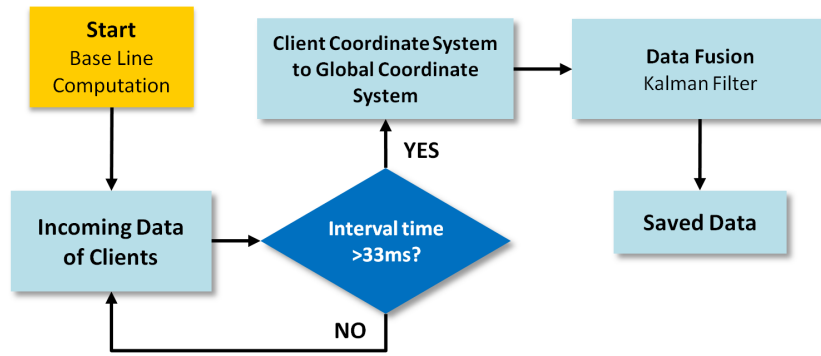 Start
Base Line
Computation
Incoming Data
of Clients
Interval time
>33ms?
YES
NO
Client Coordinate System
to Global Coordinate
System
Data Fusion
Kalman Filter
Saved Data